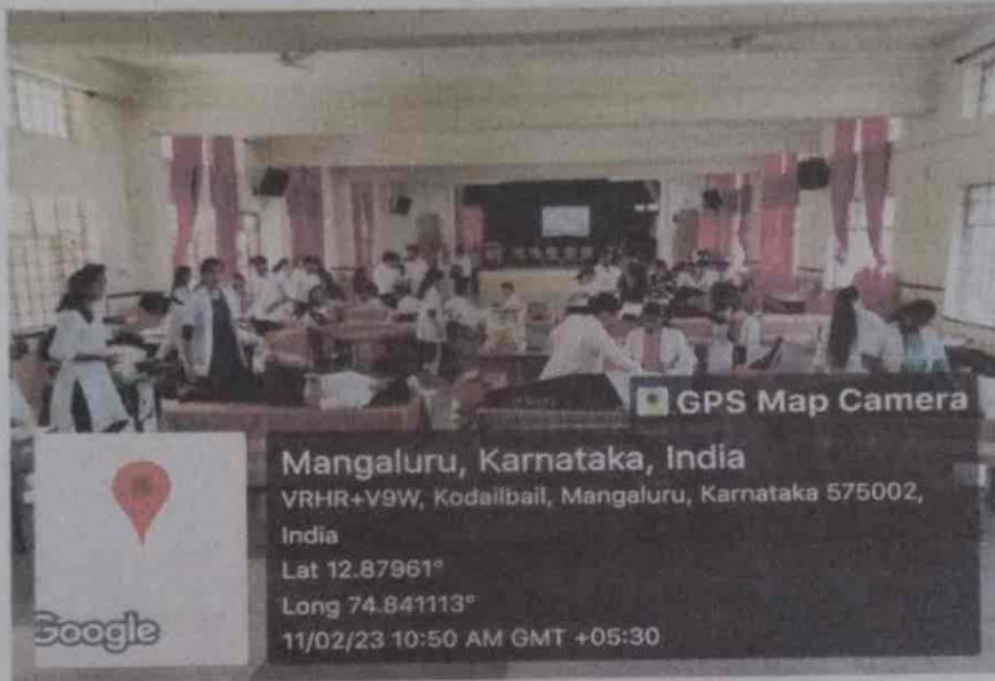 GPS Map Camera
Mangaluru, Karnataka, India
VRHR+V9W, Kodailbail, Mangaluru, Karnataka 575002,
India
Lat 12.87961°
Long 74.841113°
11/02/23 10:50 AM GMT +05:30
Google